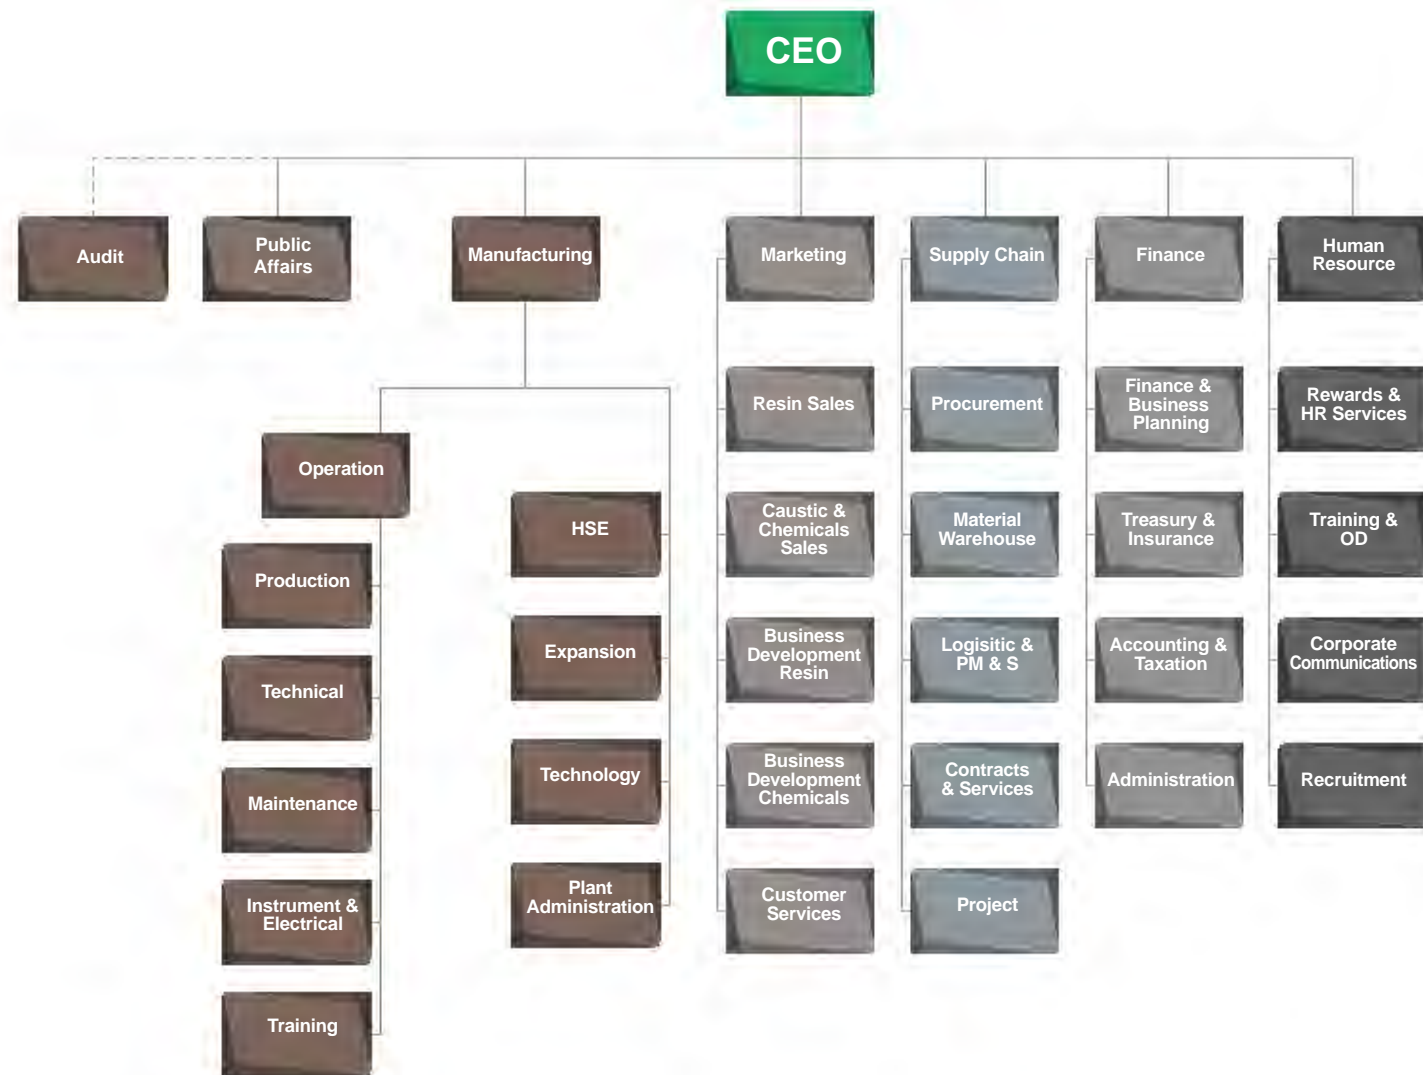 CEO
Audit
Public
Affairs
Manufacturing
Marketing
Supply Chain
Finance
Human
Resource
Operation
Production
Technical
Maintenance
Instrument &
Electrical
Training
HSE
Expansion
Technology
Plant
Administration
Resin Sales
Caustic &
Chemicals
Sales
Business
Development
Resin
Business
Development
Chemicals
Customer
Services
Procurement
Material
Warehouse
Logisitic &
PM & S
Contracts
& Services
Project
Finance &
Business
Planning
Treasury &
Insurance
Accounting &
Taxation
Administration
Rewards &
HR Services
Training &
OD
Corporate
Communications
Recruitment